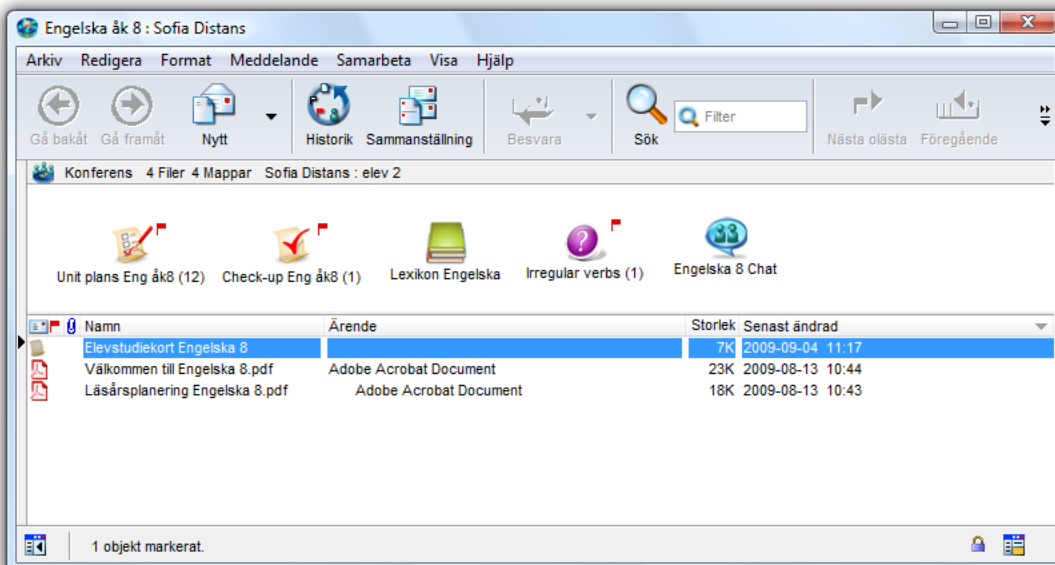 Engelska åk 8 : Sofia Distans
Arkiv Redigera Format Meddelande Samarbeta Visa Hjälp
Gå bakåt Gå framåt Nytt Historik Sammanställning Besvara Sök Filter Nästa olästa Föregående
Konferens 4 Filer 4 Mappar Sofia Distans : elev 2
Unit plans Eng åk8 (12) Check-up Eng åk8 (1) Lexikon Engelska Irregular verbs (1) Engelska 8 Chat
Namn Ärende Storlek Senast ändrad
Elevstudiekort Engelska 8 7K 2009-09-04 11:17
Välkommen till Engelska 8.pdf Adobe Acrobat Document 23K 2009-08-13 10:44
Läsårsplanering Engelska 8.pdf Adobe Acrobat Document 18K 2009-08-13 10:43
1 objekt markerat.